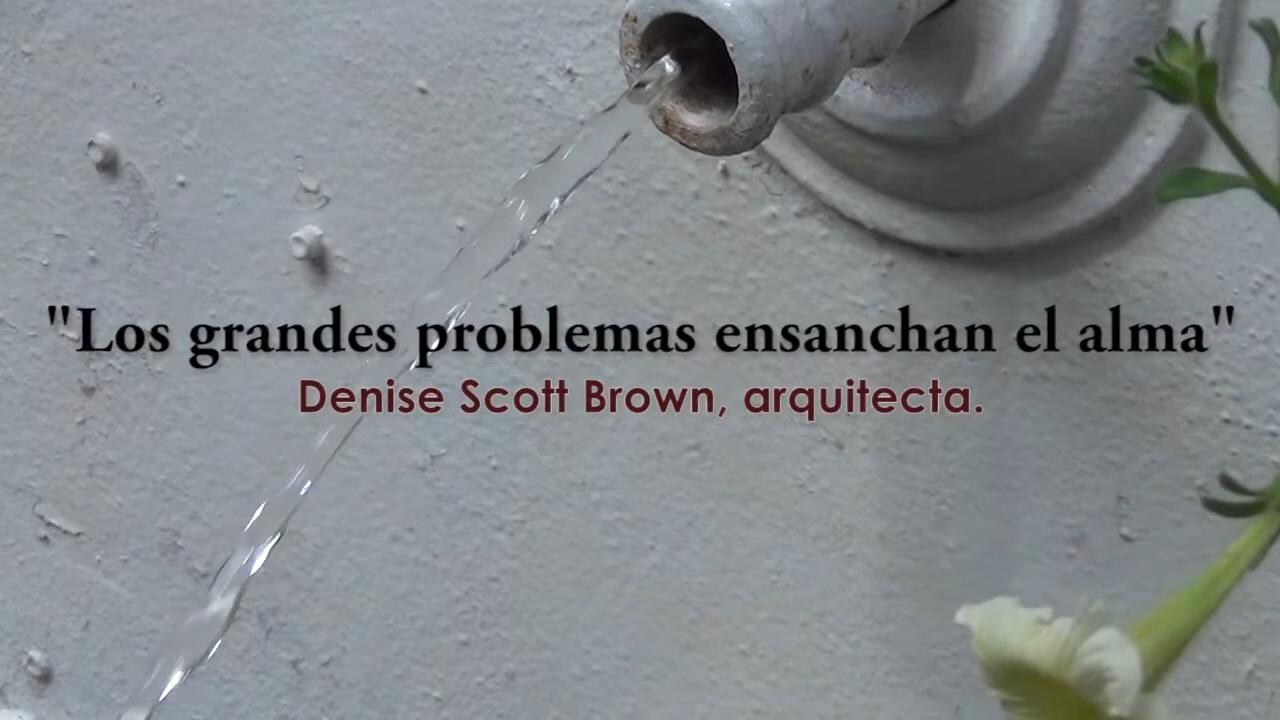 "Los grandes problemas ensanchan el alma"
Denise Scott Brown, arquitecta.